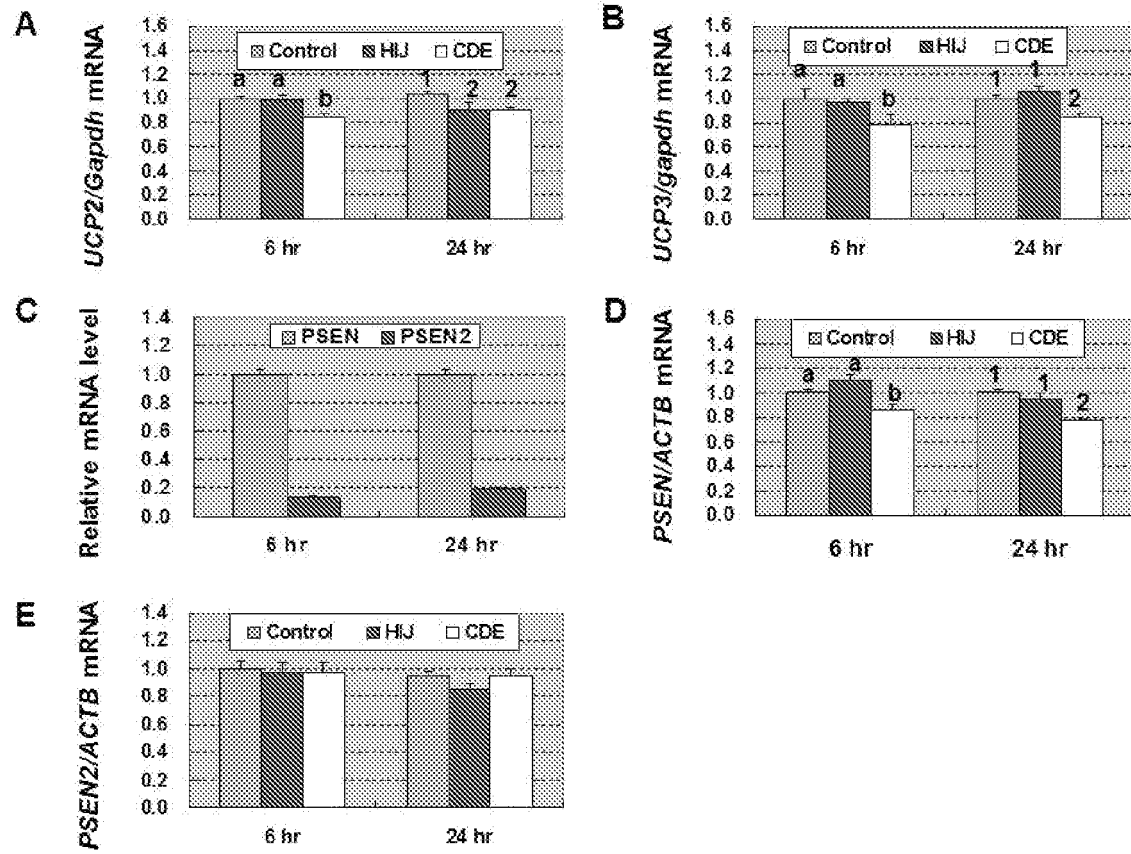 A
UCP2/Gapdh mRNA
1.6
1.4
1.2
1.0
0.8
0.6
0.4
0.2
0.0
Control HIJ CDE
a a b 1 2 2
6 hr 24 hr
B
UCP3/gapdh mRNA
1.6
1.4
1.2
1.0
0.8
0.6
0.4
0.2
0.0
Control HIJ CDE
a a b 1 1 2
6 hr 24 hr
C
Relative mRNA level
1.4
1.2
1.0
0.8
0.6
0.4
0.2
0.0
PSEN PSEN2
6 hr 24 hr
D
PSEN/ACTB mRNA
1.6
1.4
1.2
1.0
0.8
0.6
0.4
0.2
0.0
Control HIJ CDE
a a b 1 1 2
6 hr 24 hr
E
PSEN2/ACTB mRNA
1.4
1.2
1.0
0.8
0.6
0.4
0.2
0.0
Control HIJ CDE
6 hr 24 hr